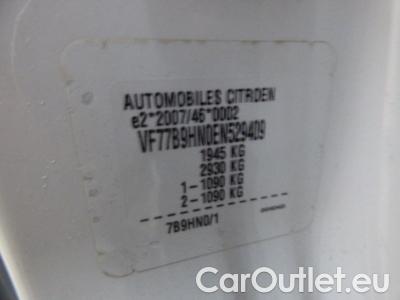 AUTOMOBILES CITROEN
e2*2007/46*0002
VF77B9HN0EN529409
1945 KG
2930 KG
1-1090 KG
2-1090 KG
7B9HN0/1
CarOutlet.eu